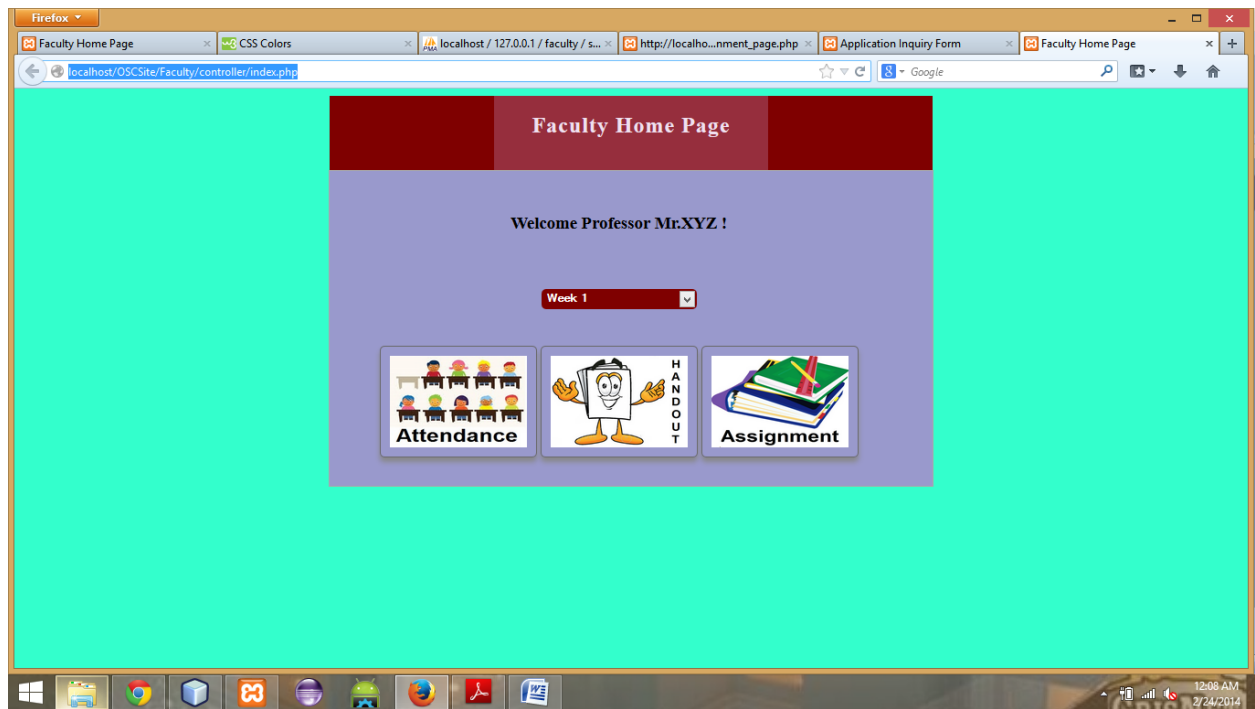 Firefox
Faculty Home Page
CSS Colors
localhost / 127.0.0.1 / faculty / s...
http://localho...nment_page.php
Application Inquiry Form
Faculty Home Page
localhost/OSCSite/Faculty/controller/index.php
Google
Faculty Home Page
Welcome Professor Mr.XYZ !
Week 1
Attendance
HANDOUT
Assignment
12:08 AM
2/24/2014